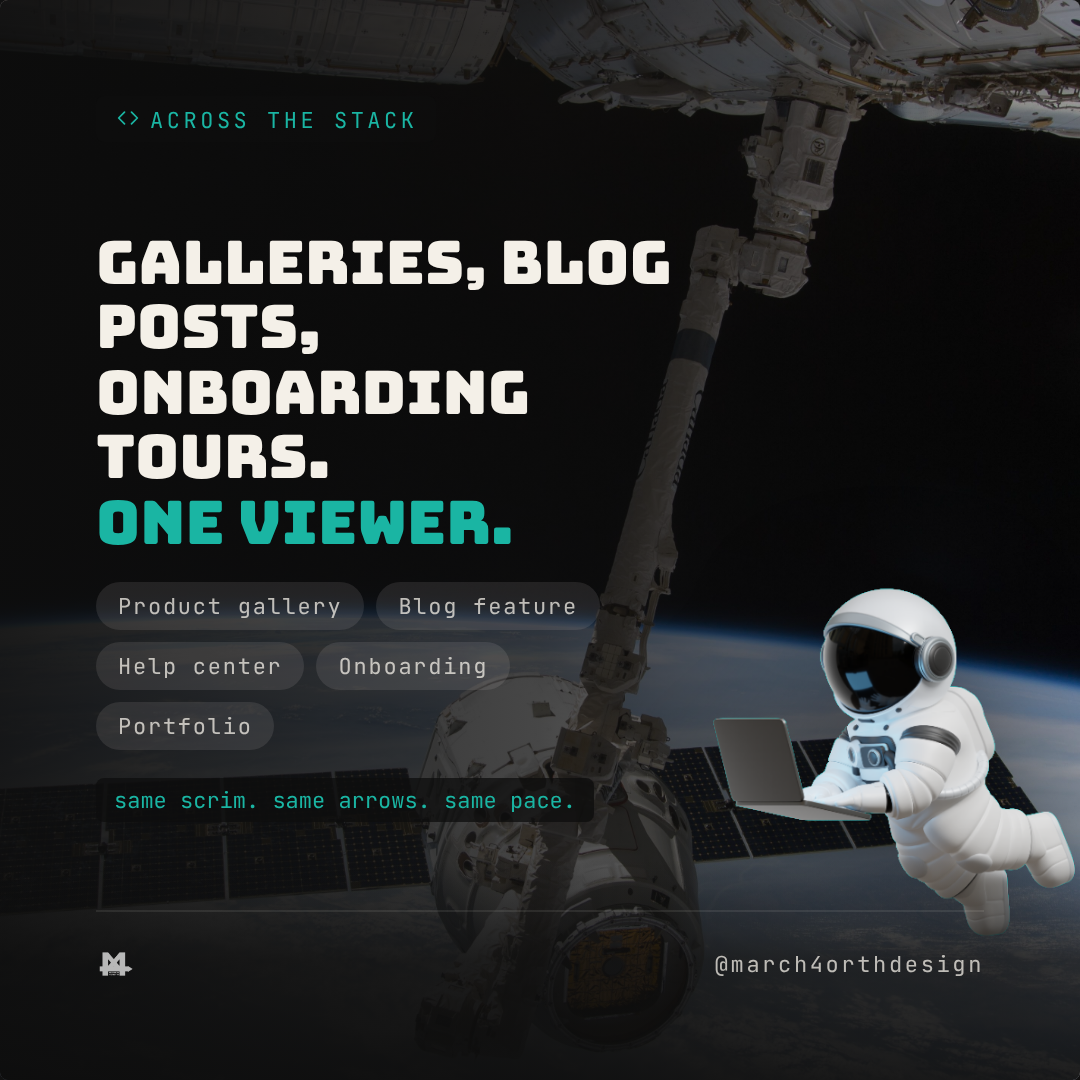 <> ACROSS THE STACK
GALLERIES, BLOG
POSTS,
ONBOARDING
TOURS.
ONE VIEWER.
Product gallery
Blog feature
Help center
Onboarding
Portfolio
same scrim. same arrows. same pace.
@march4orthdesign